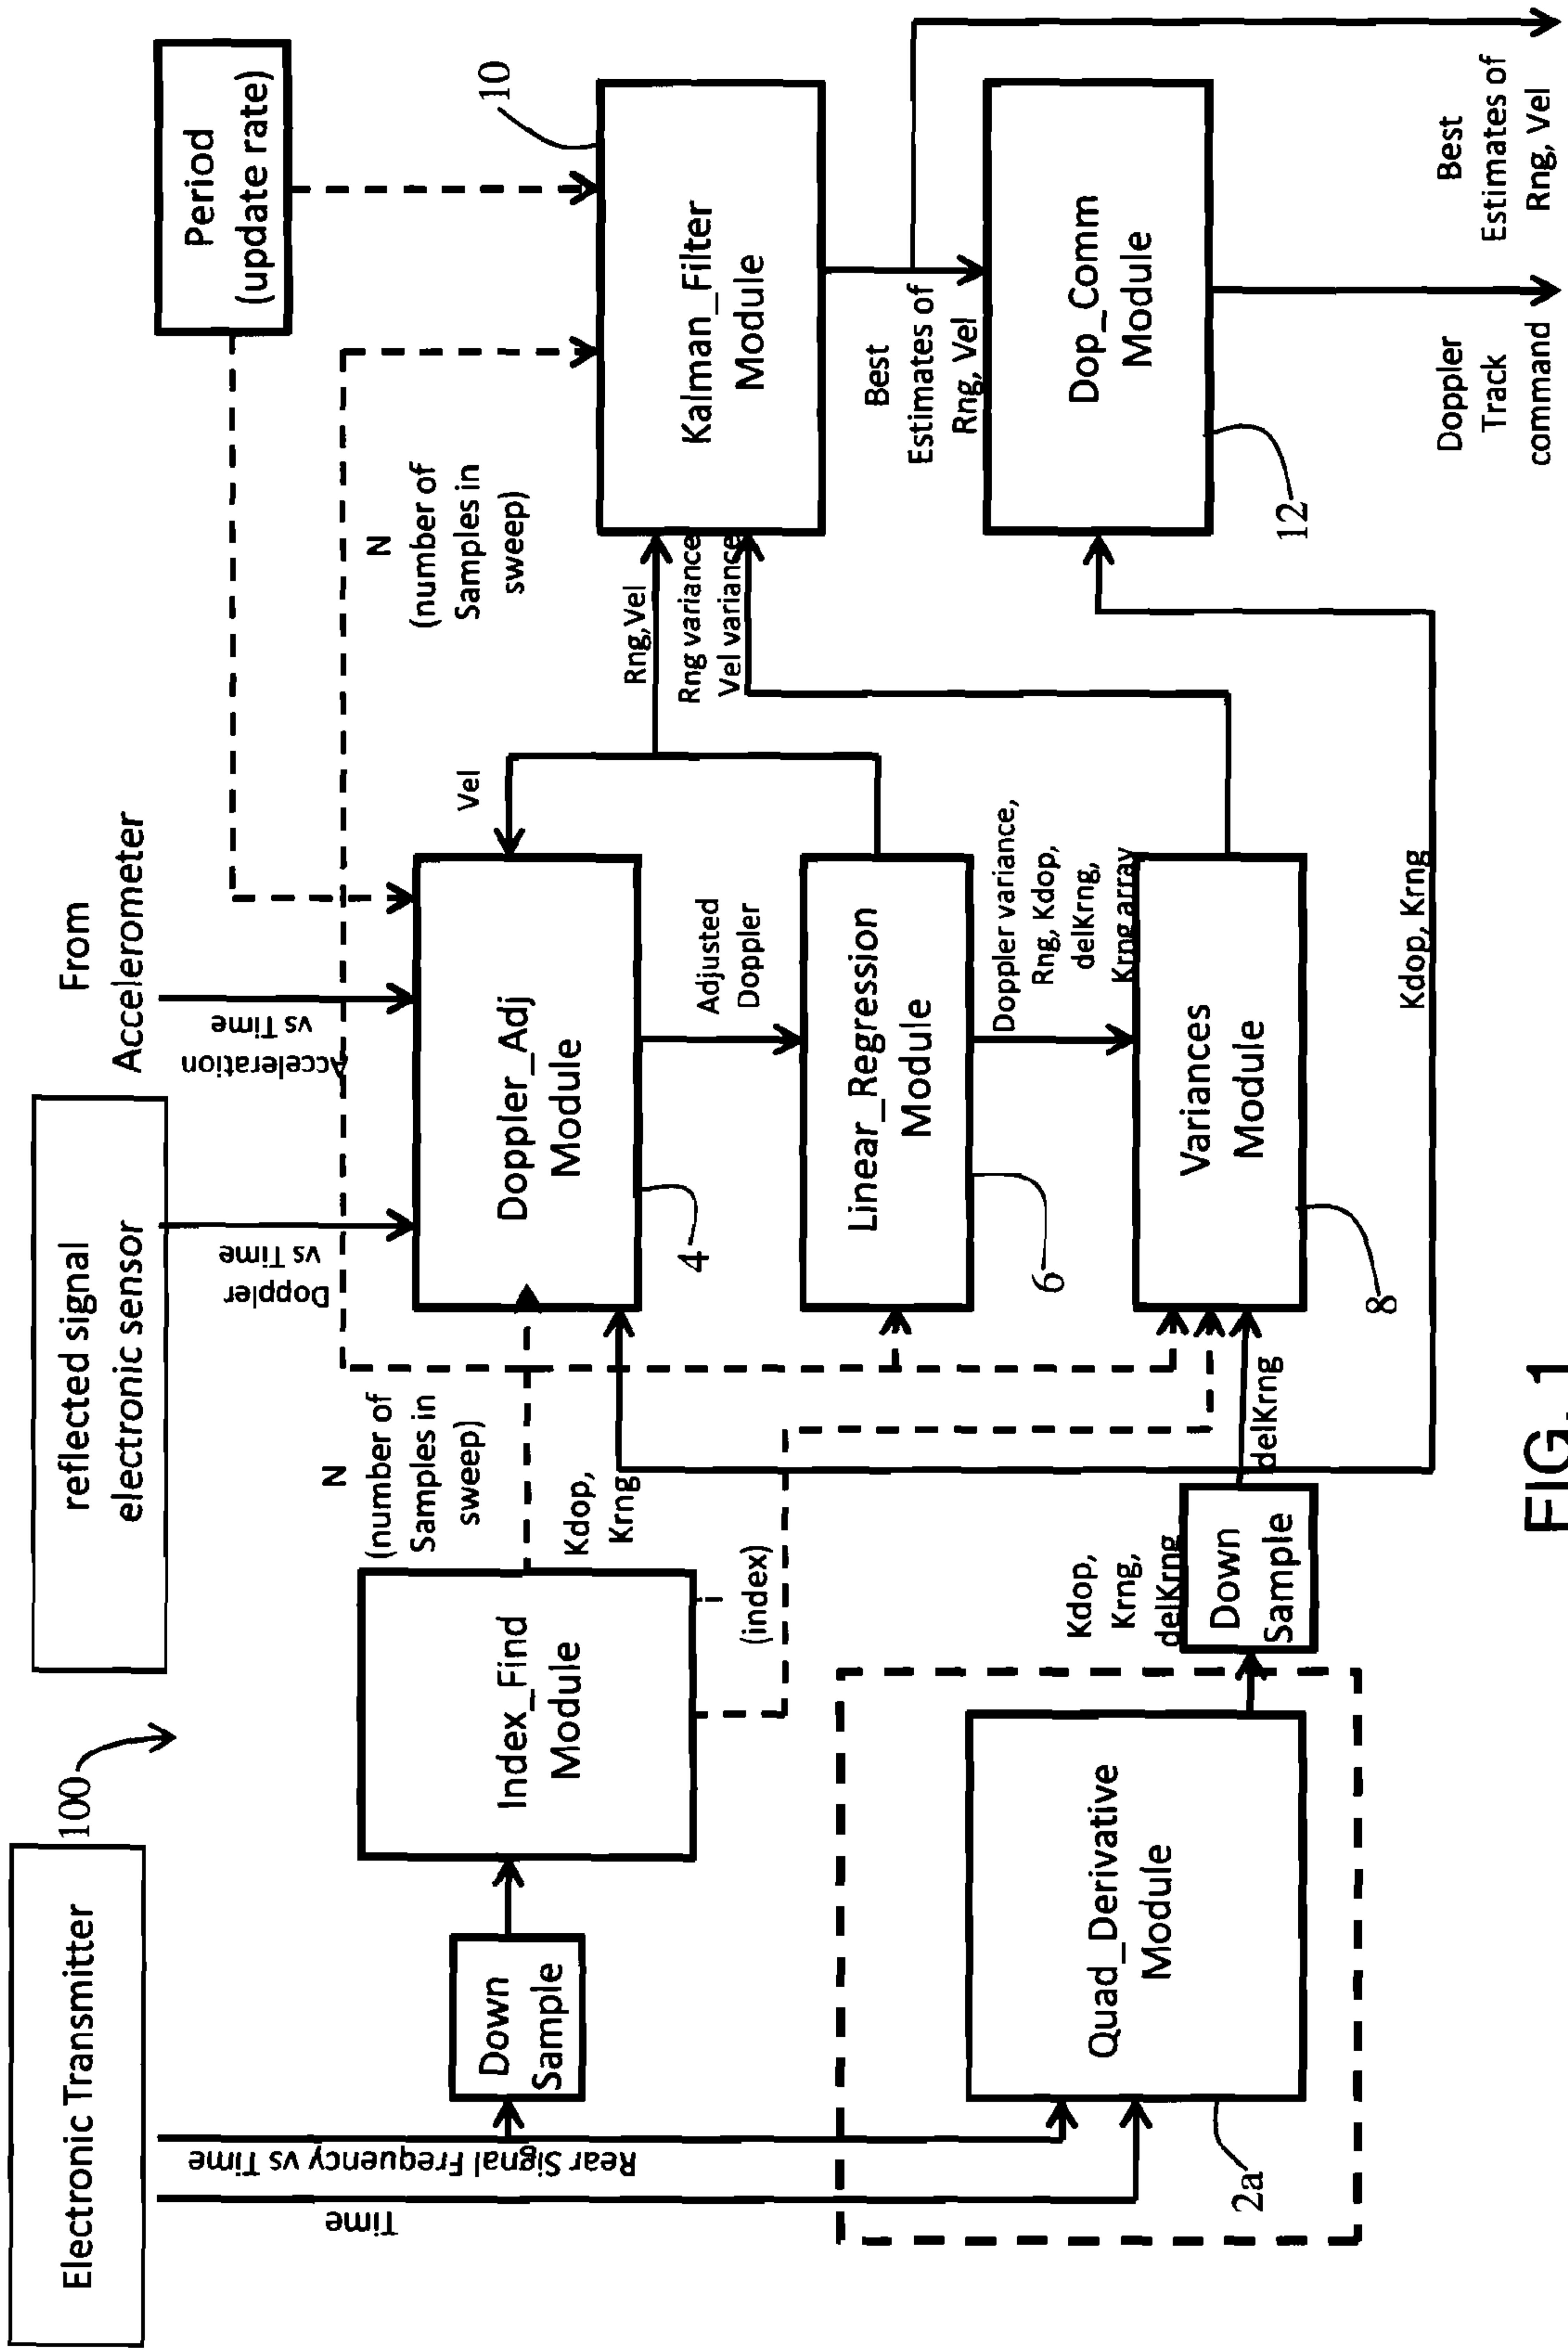 Electronic Transmitter
100
reflected signal
electronic sensor
From
Accelerometer
Period
(update rate)
Time
Rear Signal Frequency vs Time
Down
Sample
Index_Find
Module
N
(number of
Samples in
sweep)
Kdop,
Krng
(index)
Doppler
vs Time
Acceleration
vs Time
Doppler_Adj
Module
4
Vel
N
(number of
Samples in
sweep)
10
Kalman_Filter
Module
Rng,Vel
Rng variance
Vel variance
Adjusted
Doppler
Linear_Regression
Module
6
Best
Estimates of
Rng, Vel
Doppler variance,
Rng, Kdop,
delKrng,
Krng array
Dop_Comm
Module
12
Quad_Derivative
Module
2a
Kdop,
Krng,
delKrng
Down
Sample
delKrng
Variances
Module
8
Kdop, Krng
Doppler
Track
command
Best
Estimates of
Rng, Vel
FIG. 1